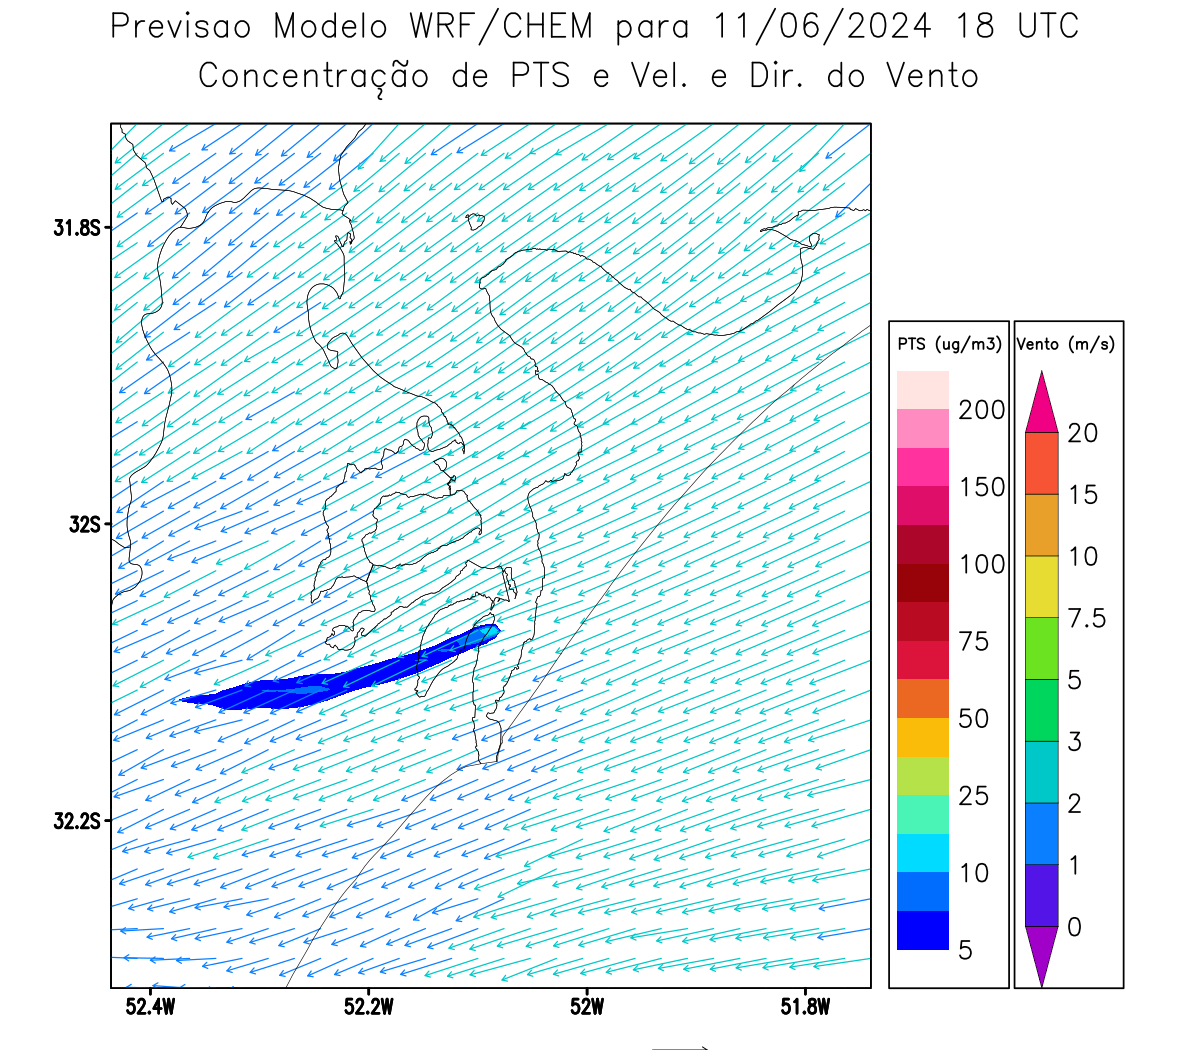 Previsao Modelo WRF/CHEM para 11/06/2024 18 UTC
Concentração de PTS e Vel. e Dir. do Vento
31.8S
32S
32.2S
52.4W 52.2W 52W 51.8W
PTS (ug/m3)
200
150
100
75
50
25
10
5
Vento (m/s)
20
15
10
7.5
5
3
2
1
0